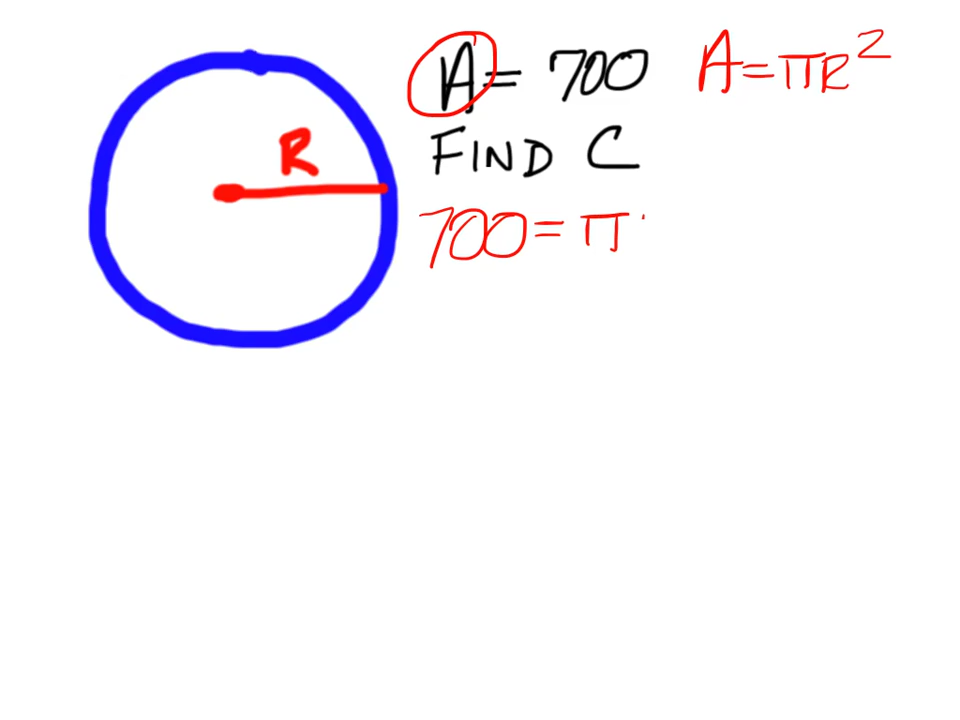 R
A = 700 A = πR²
FIND C
700 = π